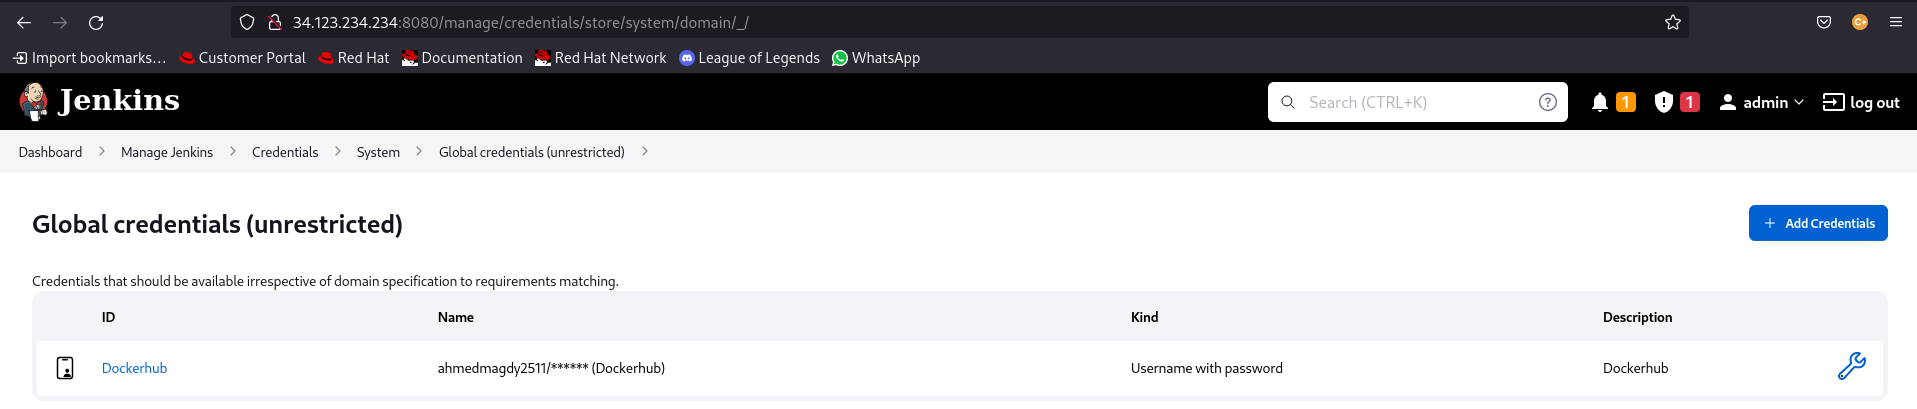 34.123.234.234:8080/manage/credentials/store/system/domain/_/
Import bookmarks... Customer Portal Red Hat Documentation Red Hat Network League of Legends WhatsApp
Jenkins Search (CTRL+K) ? 1 1 admin log out
Dashboard > Manage Jenkins > Credentials > System > Global credentials (unrestricted) >
Global credentials (unrestricted) + Add Credentials
Credentials that should be available irrespective of domain specification to requirements matching.
ID Name Kind Description
Dockerhub ahmedmagdy2511/****** (Dockerhub) Username with password Dockerhub